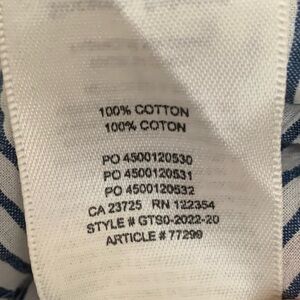 100% COTTON
100% COTON
PO 4500120530
PO 4500120531
PO 4500120532
CA 23725 RN 122354
STYLE # GTS0-2022-20
ARTICLE # 77299